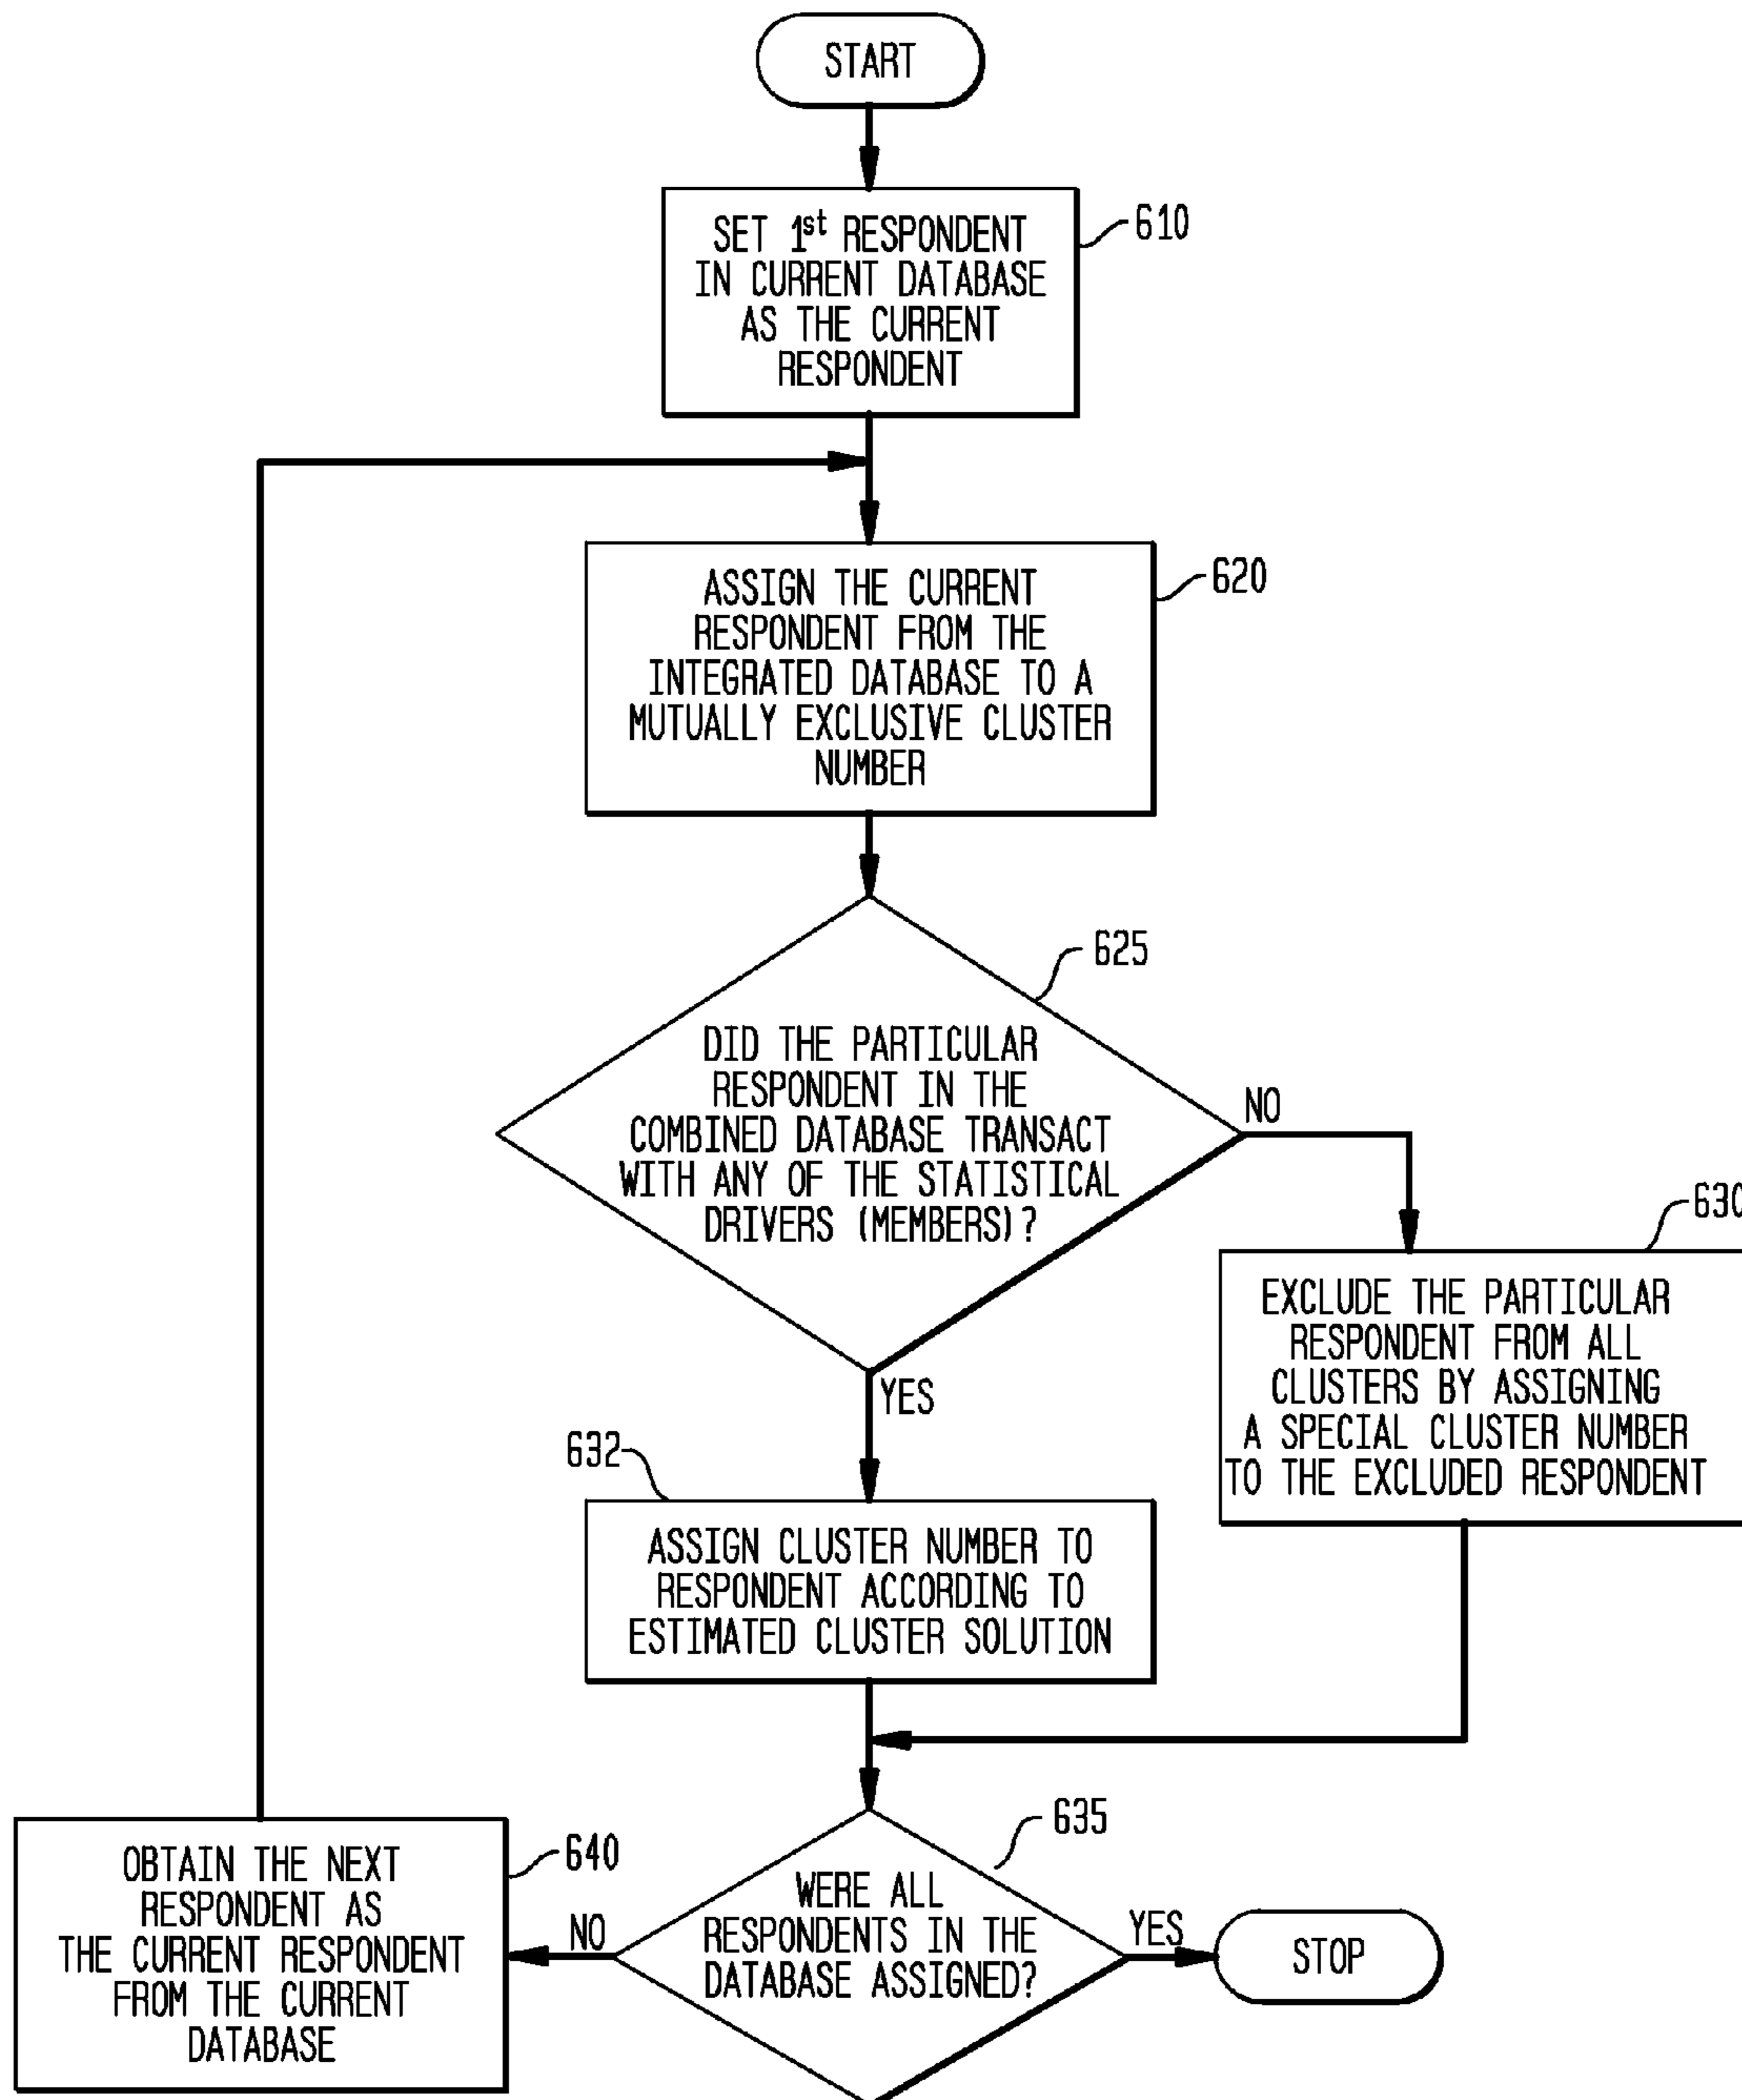 START
SET 1st RESPONDENT
IN CURRENT DATABASE
AS THE CURRENT
RESPONDENT
610
ASSIGN THE CURRENT
RESPONDENT FROM THE
INTEGRATED DATABASE TO A
MUTUALLY EXCLUSIVE CLUSTER
NUMBER
620
DID THE PARTICULAR
RESPONDENT IN THE
COMBINED DATABASE TRANSACT
WITH ANY OF THE STATISTICAL
DRIVERS (MEMBERS)?
625
NO
YES
EXCLUDE THE PARTICULAR
RESPONDENT FROM ALL
CLUSTERS BY ASSIGNING
A SPECIAL CLUSTER NUMBER
TO THE EXCLUDED RESPONDENT
630
632
ASSIGN CLUSTER NUMBER TO
RESPONDENT ACCORDING TO
ESTIMATED CLUSTER SOLUTION
WERE ALL
RESPONDENTS IN THE
DATABASE ASSIGNED?
635
NO
YES
STOP
OBTAIN THE NEXT
RESPONDENT AS
THE CURRENT RESPONDENT
FROM THE CURRENT
DATABASE
640